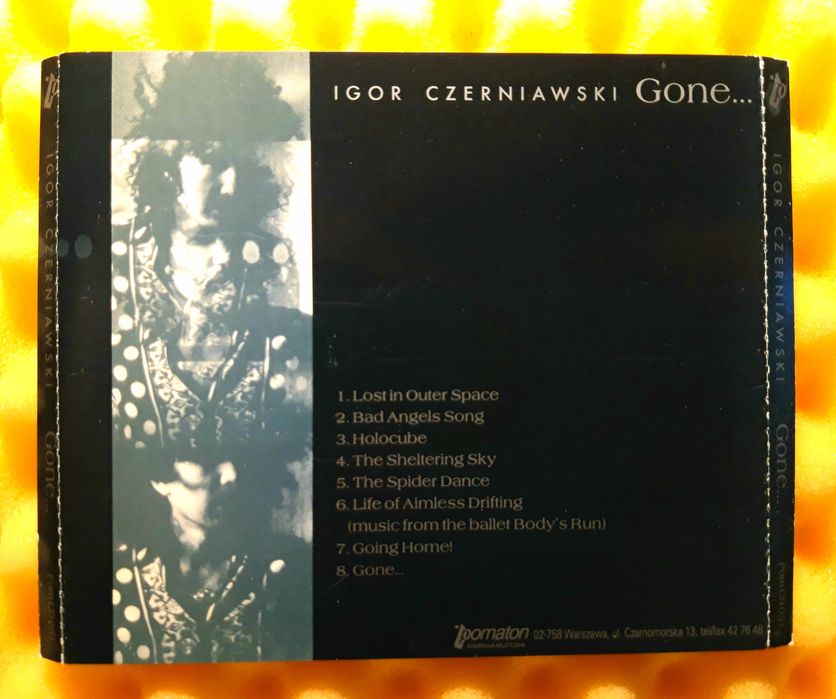 IGOR CZERNIAWSKI Gone...
1. Lost in Outer Space
2. Bad Angels Song
3. Holocube
4. The Sheltering Sky
5. The Spider Dance
6. Life of Aimless Drifting
(music from the ballet Body's Run)
7. Going Home!
8. Gone...
pomaton 02-758 Warszawa, ul. Czarnomorska 13, tel/fax 42 76 48
KOMPANIA MUZYCZNA
IGOR CZERNIAWSKI Gone...
IGOR CZERNIAWSKI Gone...